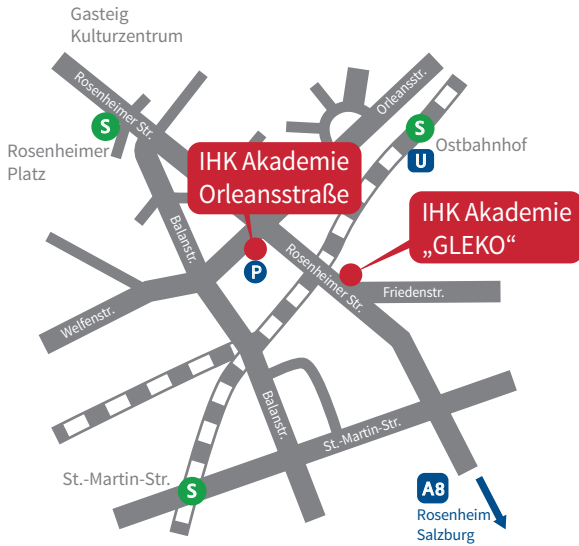 Gasteig
Kulturzentrum
Rosenheimer Str.
Orleansstr.
S
Rosenheimer
Platz
S
Ostbahnhof
U
IHK Akademie
Orleansstraße
IHK Akademie
„GLEKO“
Balanstr.
P
Rosenheimer Str.
Friedenstr.
Welfenstr.
Balanstr.
St.-Martin-Str.
St.-Martin-Str.
S
A8
Rosenheim
Salzburg